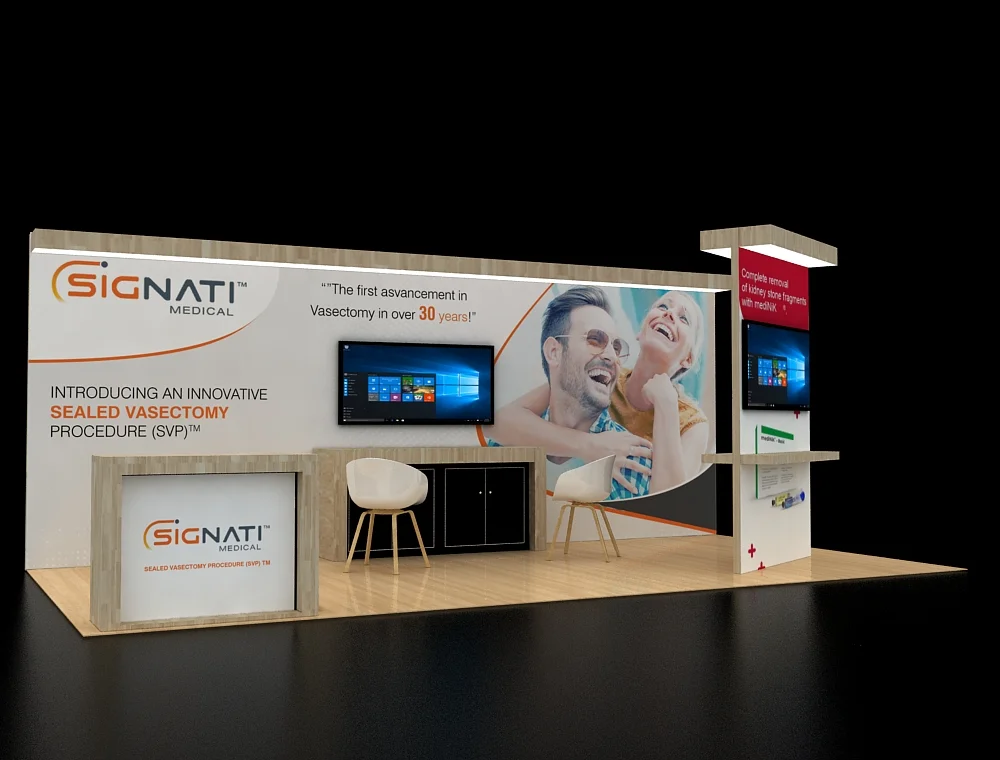 SIGNATI™
MEDICAL
INTRODUCING AN INNOVATIVE
SEALED VASECTOMY
PROCEDURE (SVP)™
“"The first asvancement in
Vasectomy in over 30 years!”
SIGNATI™
MEDICAL
SEALED VASECTOMY PROCEDURE (SVP) TM
Complete removal
of kidney stone fragments
with mediNiK